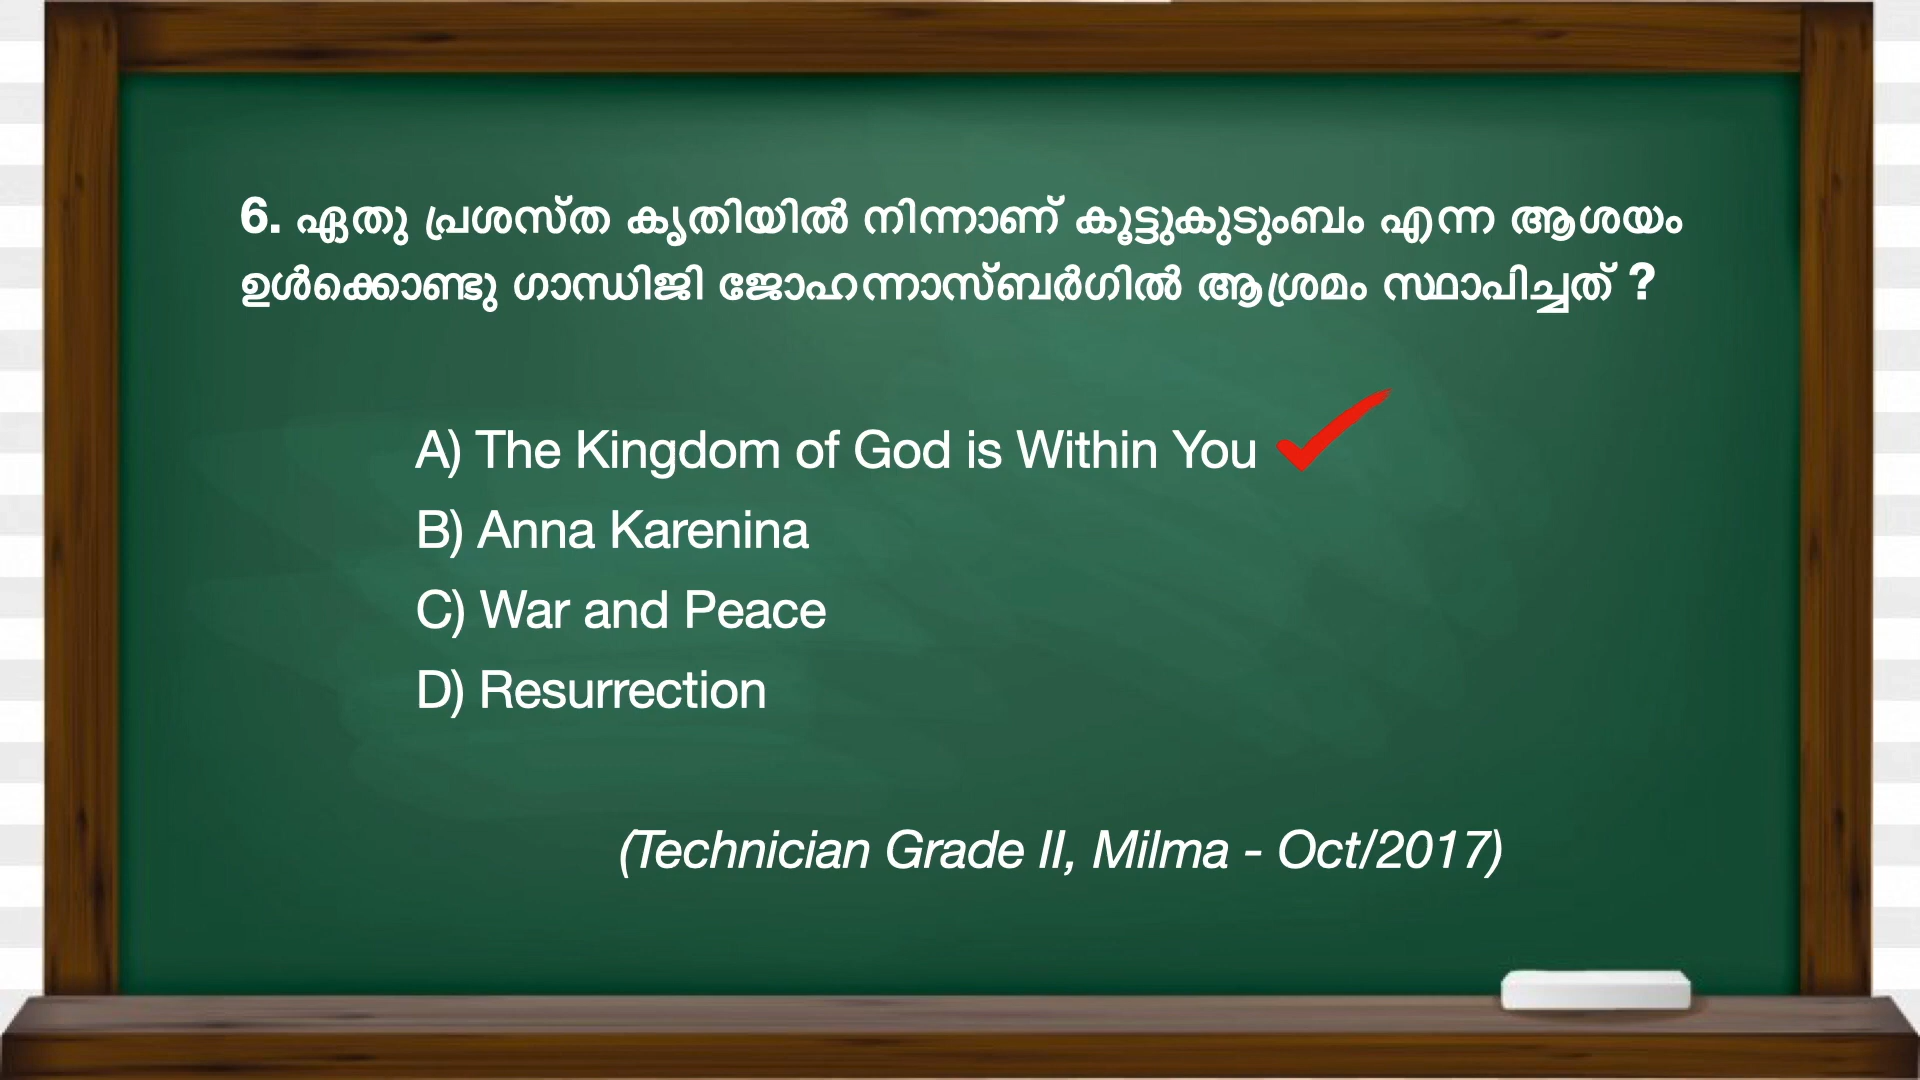 6. ഏതു പ്രശസ്ത കൃതിയിൽ നിന്നാണ് കൂട്ടുകുടുംബം എന്ന ആശയം
ഉൾക്കൊണ്ടു ഗാന്ധിജി ജോഹന്നാസ്ബർഗിൽ ആശ്രമം സ്ഥാപിച്ചത് ?
A) The Kingdom of God is Within You
B) Anna Karenina
C) War and Peace
D) Resurrection
(Technician Grade II, Milma - Oct/2017)